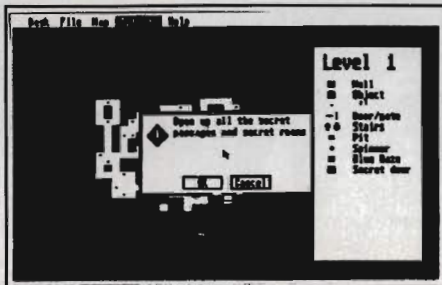 Desk File Map Help
Level 1
Wall
Object
Door/gate
Stairs
Pit
Spinner
Blue Haze
Secret door
Open up all the secret
passages and secret rooms
OK Cancel